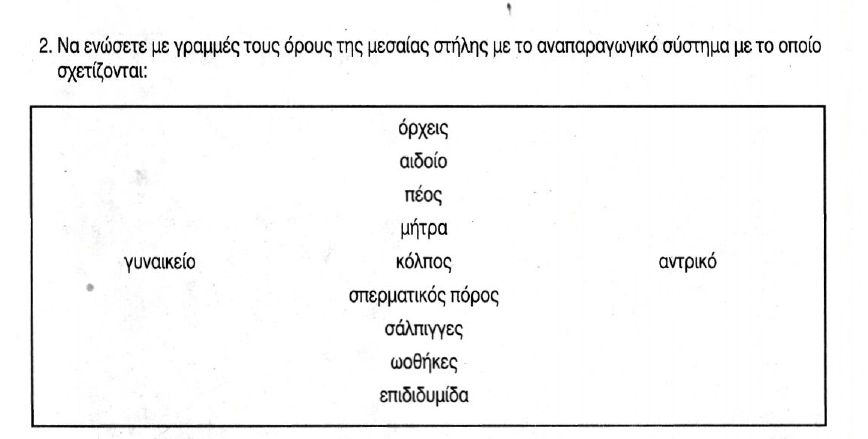 2. Να ενώσετε με γραμμές τους όρους της μεσαίας στήλης με το αναπαραγωγικό σύστημα με το οποίο
σχετίζονται:
όρχεις
αιδοίο
πέος
μήτρα
γυναικείο κόλπος αντρικό
σπερματικός πόρος
σάλπιγγες
ωοθήκες
επιδιδυμίδα